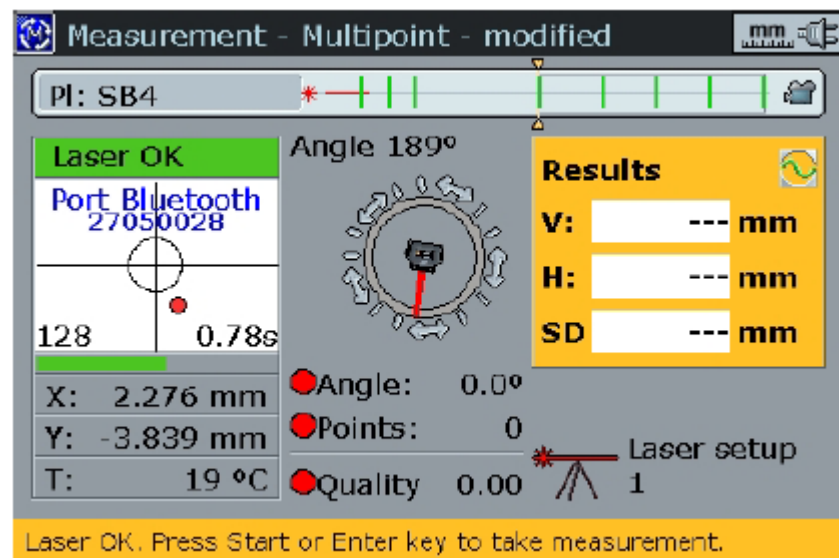 Measurement - Multipoint - modified
mm
Pl: SB4
Laser OK
Port Bluetooth
27050028
128 0.78s
X: 2.276 mm
Y: -3.839 mm
T: 19 ºC
Angle 189º
Angle: 0.0º
Points: 0
Quality 0.00
Results
V: --- mm
H: --- mm
SD --- mm
Laser setup
1
Laser OK. Press Start or Enter key to take measurement.